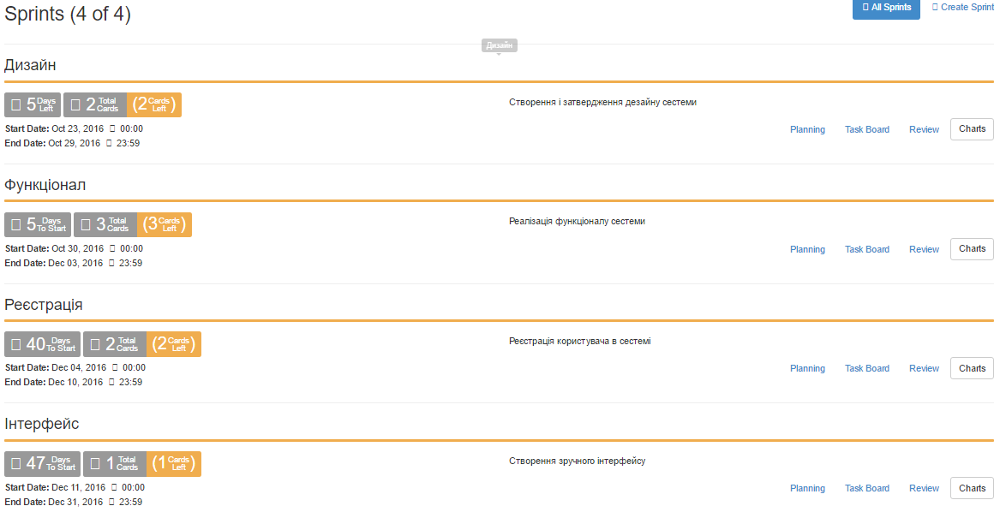 Sprints (4 of 4)
All Sprints
Create Sprint
Дизайн
Дизайн
5 Days Left 2 Total Cards (2 Cards Left)
Створення і затвердження дезайну сестеми
Start Date: Oct 23, 2016 00:00
End Date: Oct 29, 2016 23:59
Planning Task Board Review Charts
Функціонал
5 Days To Start 3 Total Cards (3 Cards Left)
Реалізація функціоналу сестеми
Start Date: Oct 30, 2016 00:00
End Date: Dec 03, 2016 23:59
Planning Task Board Review Charts
Реєстрація
40 Days To Start 2 Total Cards (2 Cards Left)
Реєстрація користувача в сестемі
Start Date: Dec 04, 2016 00:00
End Date: Dec 10, 2016 23:59
Planning Task Board Review Charts
Інтерфейс
47 Days To Start 1 Total Cards (1 Cards Left)
Створення зручного інтерфейсу
Start Date: Dec 11, 2016 00:00
End Date: Dec 31, 2016 23:59
Planning Task Board Review Charts